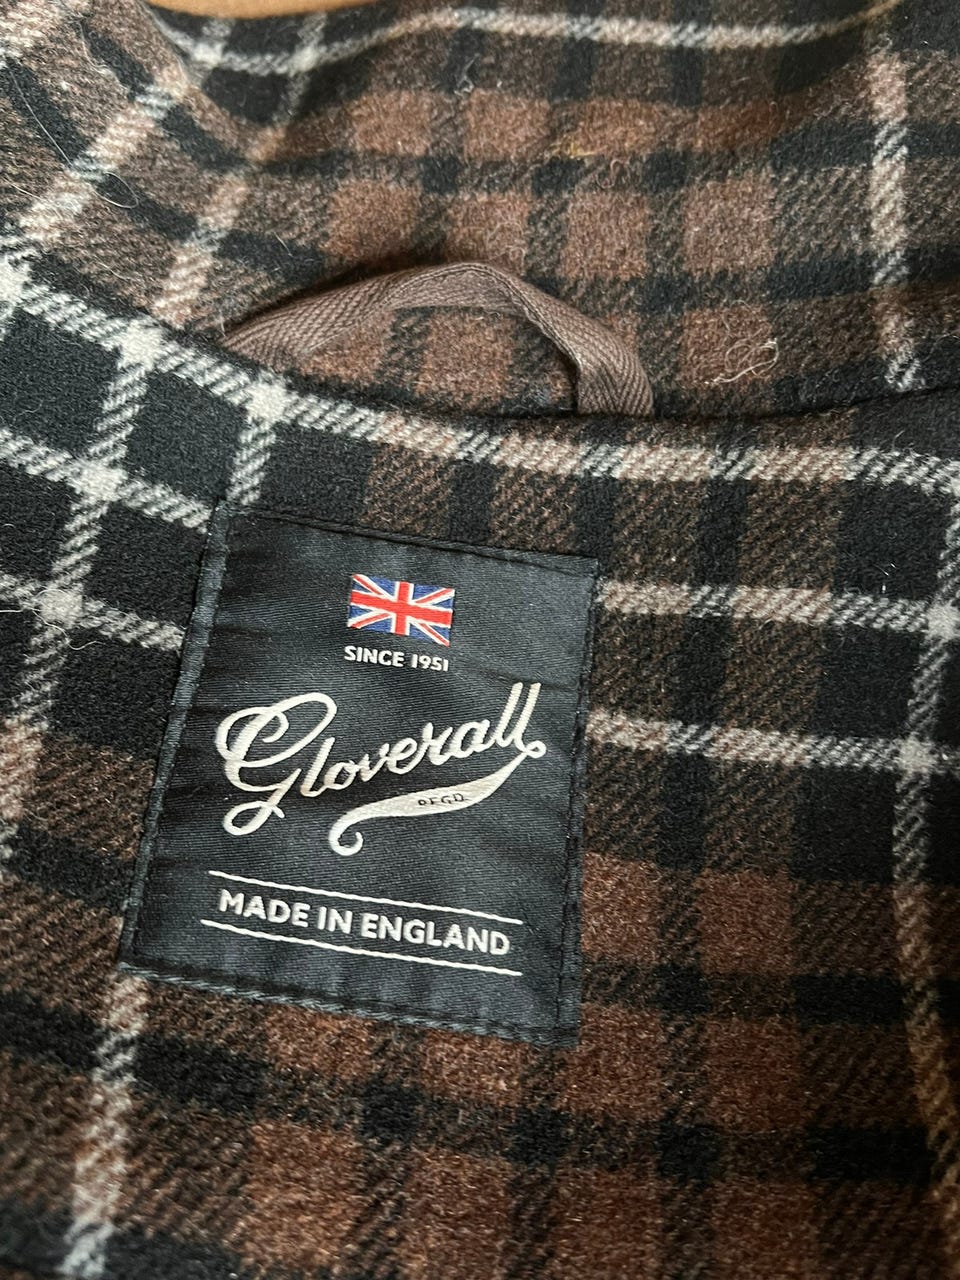 SINCE 1951
Gloverall
REGD
MADE IN ENGLAND